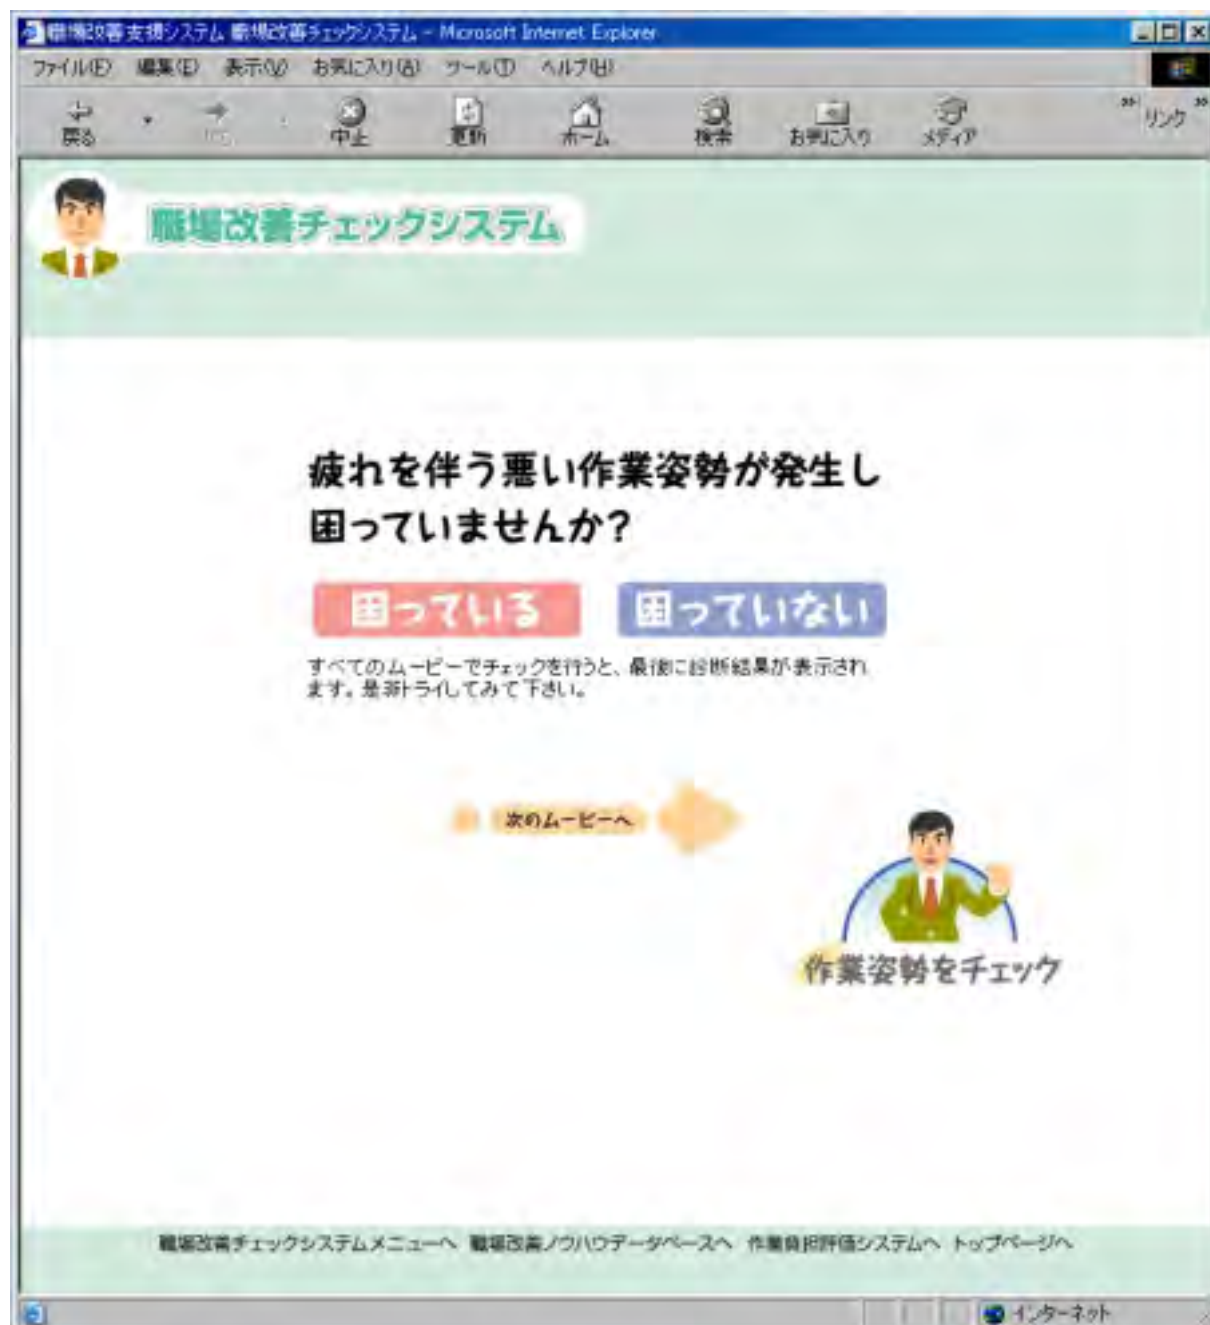 職場改善支援システム 職場改善チェックシステム - Microsoft Internet Explorer
ファイル(F) 編集(E) 表示(V) お気に入り(A) ツール(T) ヘルプ(H)
戻る 中止 更新 ホーム 検索 お気に入り メディア » リンク »
職場改善チェックシステム
疲れを伴う悪い作業姿勢が発生し
困っていませんか?
困っている 困っていない
すべてのムービーでチェックを行うと、最後に診断結果が表示され
ます。是非トライしてみて下さい。
次のムービーへ
作業姿勢をチェック
職場改善チェックシステムメニューへ 職場改善ノウハウデータベースへ 作業負担評価システムへ トップページへ
インターネット